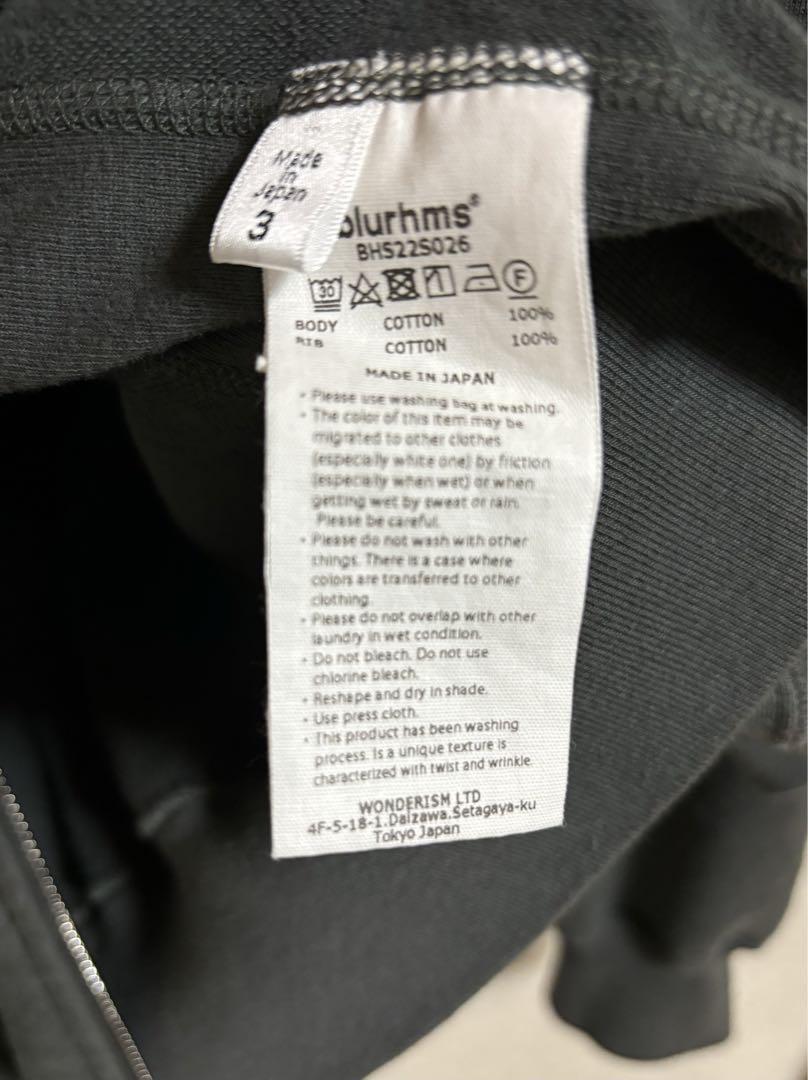 Made
in
Japan
3
blurhms®
BHS22S026
30 F
BODY COTTON 100%
RIB COTTON 100%
MADE IN JAPAN
• Please use washing bag at washing.
• The color of this item may be
migrated to other clothes
(especially white one) by friction
(especially when wet) or when
getting wet by sweat or rain.
Please be careful.
• Please do not wash with other
things. There is a case where
colors are transferred to other
clothing.
• Please do not overlap with other
laundry in wet condition.
• Do not bleach. Do not use
chlorine bleach.
• Reshape and dry in shade.
• Use press cloth.
• This product has been washing
process. Is a unique texture is
characterized with twist and wrinkle.
WONDERISM LTD
4F-5-18-1.Daizawa.Setagaya-ku
Tokyo Japan